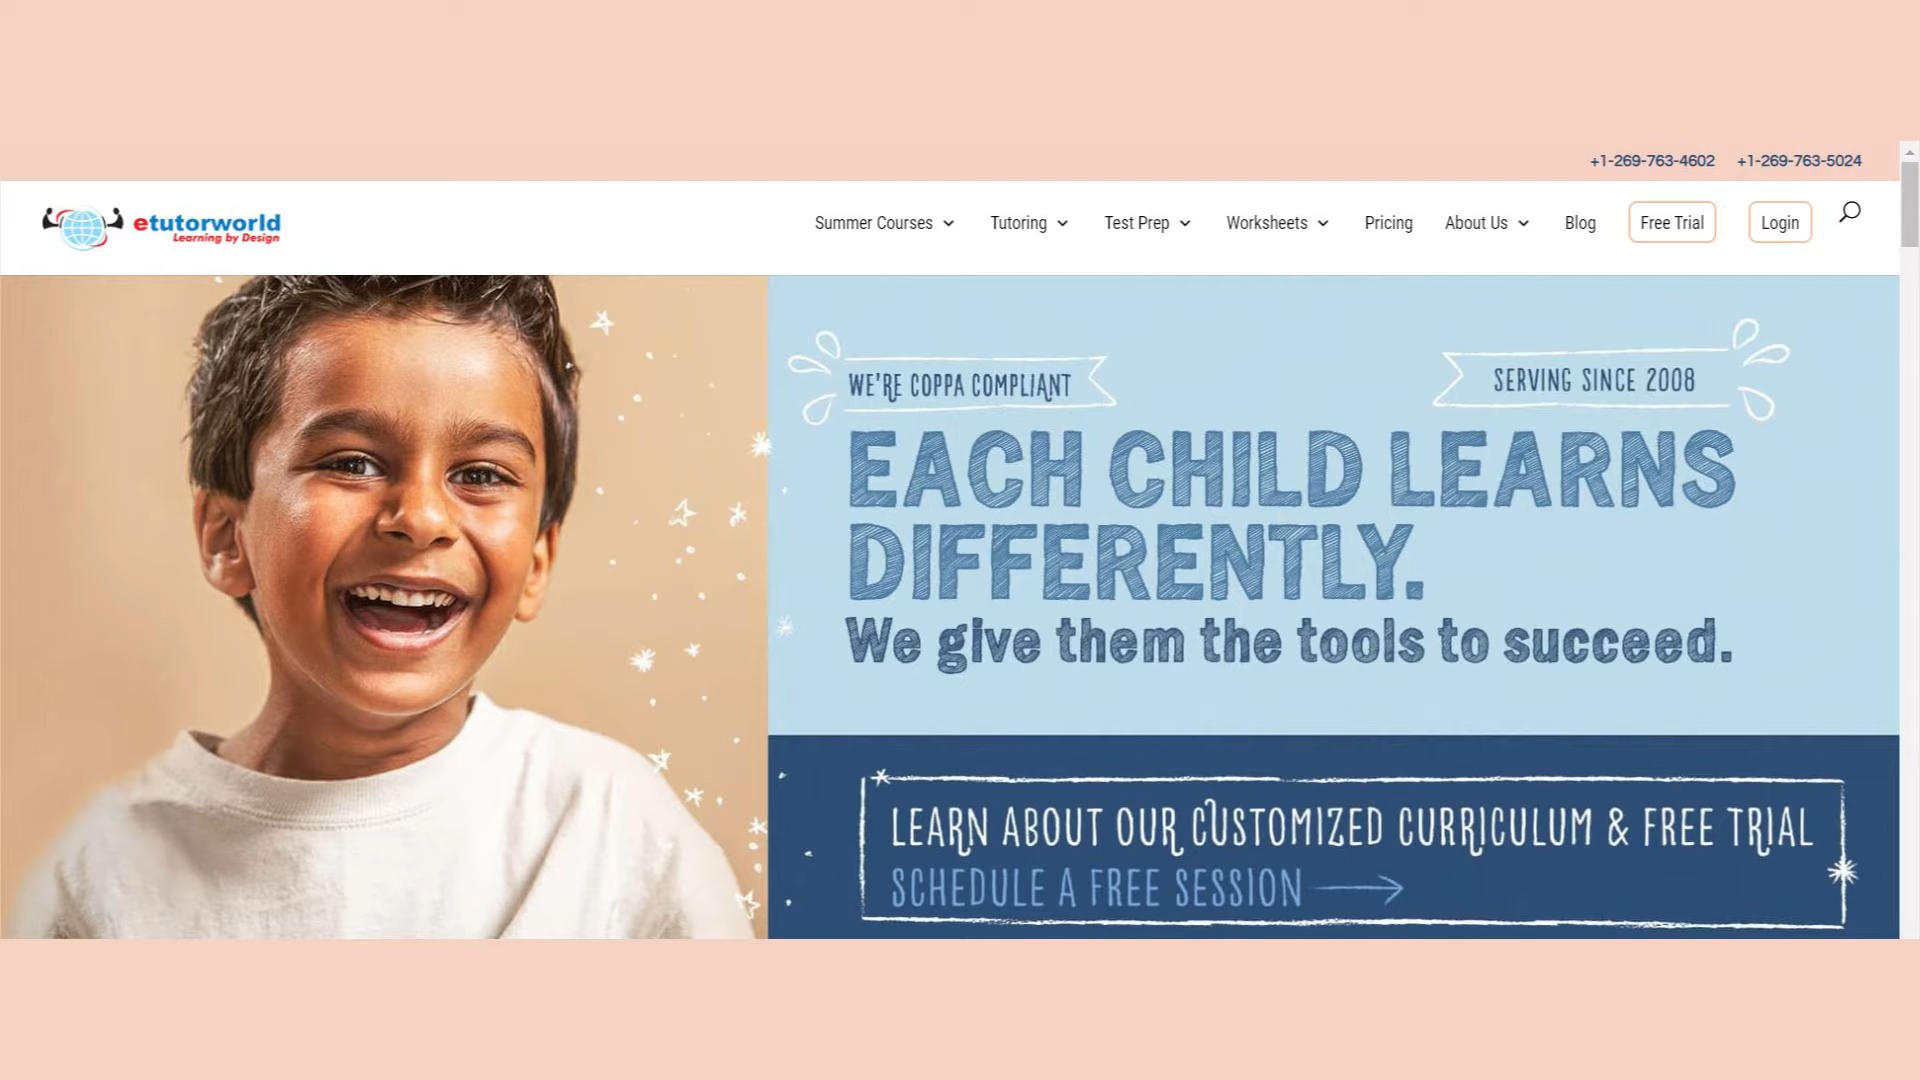 +1-269-763-4602 +1-269-763-5024
etutorworld
Learning by Design
Summer Courses Tutoring Test Prep Worksheets Pricing About Us Blog Free Trial Login
WE'RE COPPA COMPLIANT
SERVING SINCE 2008
EACH CHILD LEARNS
DIFFERENTLY.
We give them the tools to succeed.
LEARN ABOUT OUR CUSTOMIZED CURRICULUM & FREE TRIAL
SCHEDULE A FREE SESSION